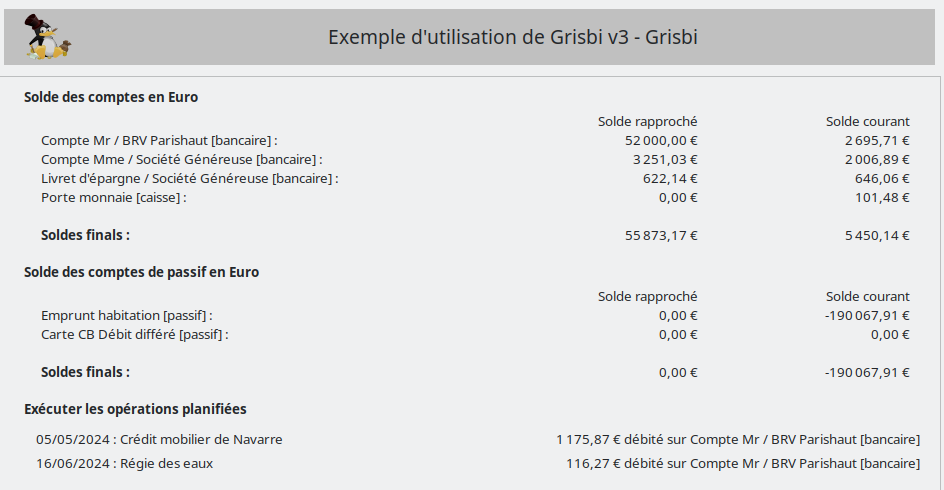 Exemple d'utilisation de Grisbi v3 - Grisbi
Solde des comptes en Euro
Solde rapproché Solde courant
Compte Mr / BRV Parishaut [bancaire] : 52 000,00 € 2 695,71 €
Compte Mme / Société Généreuse [bancaire] : 3 251,03 € 2 006,89 €
Livret d'épargne / Société Généreuse [bancaire] : 622,14 € 646,06 €
Porte monnaie [caisse] : 0,00 € 101,48 €
Soldes finals : 55 873,17 € 5 450,14 €
Solde des comptes de passif en Euro
Solde rapproché Solde courant
Emprunt habitation [passif] : 0,00 € -190 067,91 €
Carte CB Débit différé [passif] : 0,00 € 0,00 €
Soldes finals : 0,00 € -190 067,91 €
Exécuter les opérations planifiées
05/05/2024 : Crédit mobilier de Navarre 1 175,87 € débité sur Compte Mr / BRV Parishaut [bancaire]
16/06/2024 : Régie des eaux 116,27 € débité sur Compte Mr / BRV Parishaut [bancaire]